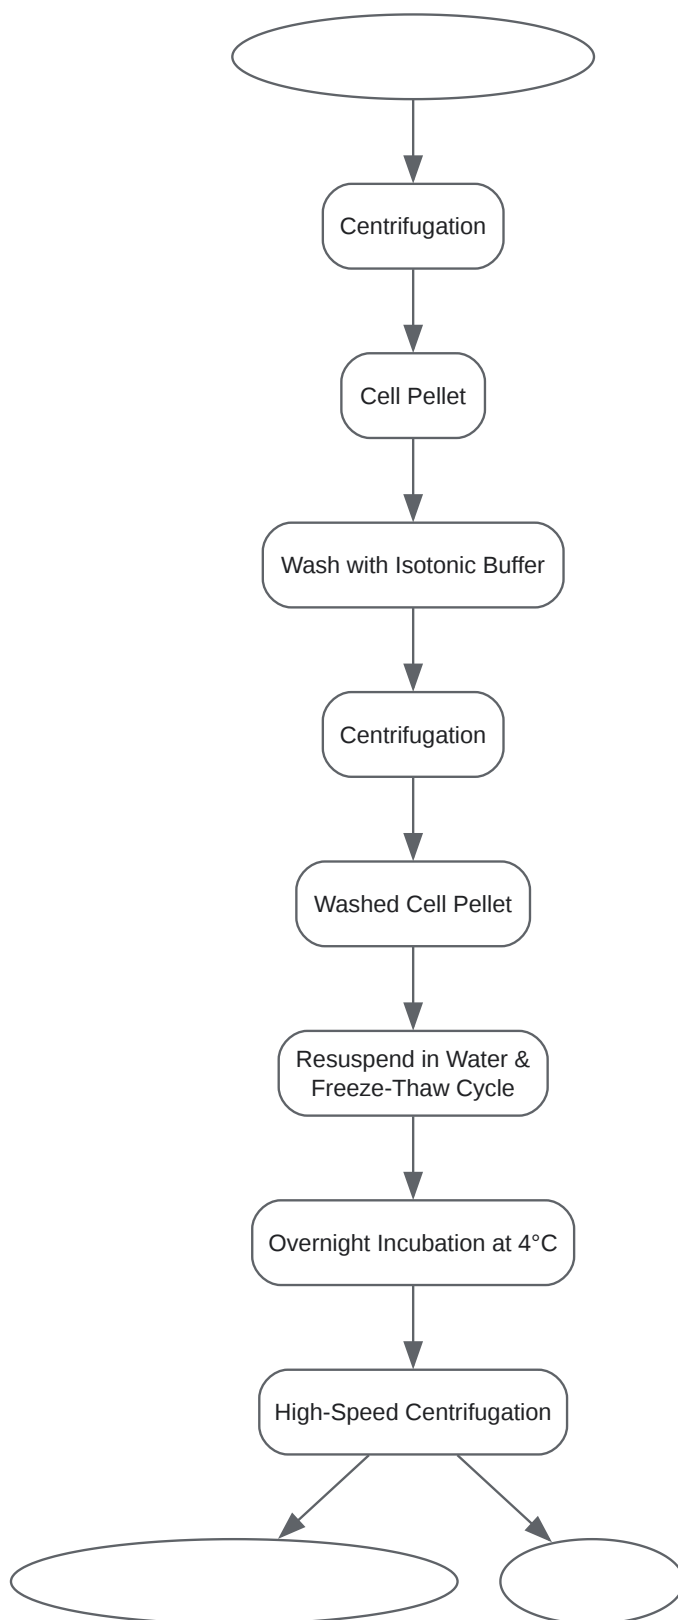 Centrifugation
Cell Pellet
Wash with Isotonic Buffer
Centrifugation
Washed Cell Pellet
Resuspend in Water &
Freeze-Thaw Cycle
Overnight Incubation at 4°C
High-Speed Centrifugation